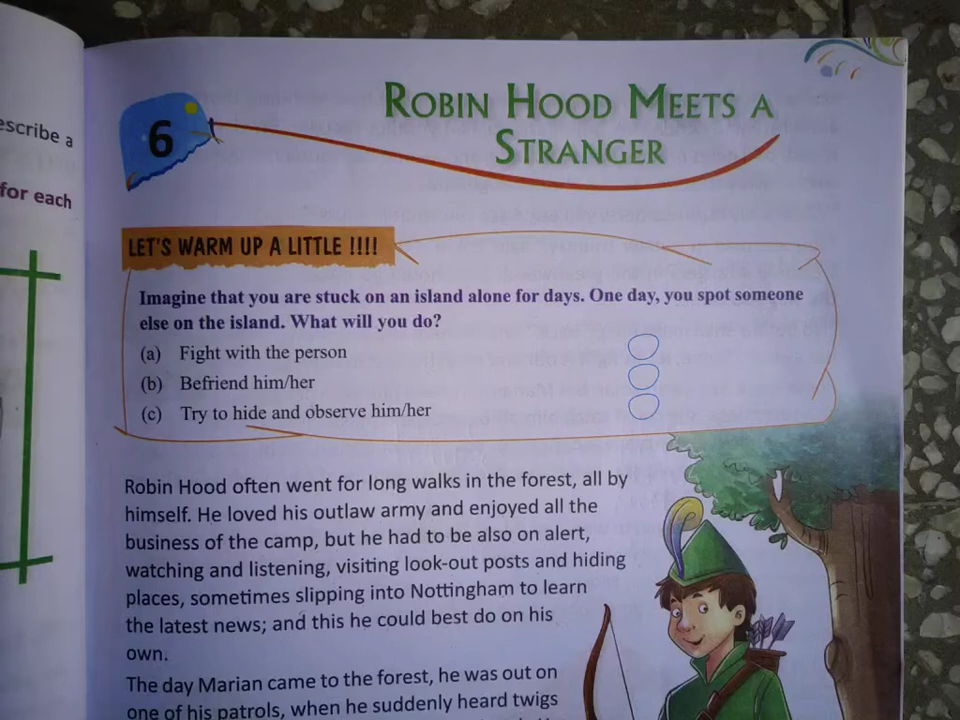 escribe a
for each
6
ROBIN HOOD MEETS A
STRANGER
LET'S WARM UP A LITTLE !!!!
Imagine that you are stuck on an island alone for days. One day, you spot someone
else on the island. What will you do?
(a) Fight with the person
(b) Befriend him/her
(c) Try to hide and observe him/her
Robin Hood often went for long walks in the forest, all by
himself. He loved his outlaw army and enjoyed all the
business of the camp, but he had to be also on alert,
watching and listening, visiting look-out posts and hiding
places, sometimes slipping into Nottingham to learn
the latest news; and this he could best do on his
own.
The day Marian came to the forest, he was out on
one of his patrols, when he suddenly heard twigs